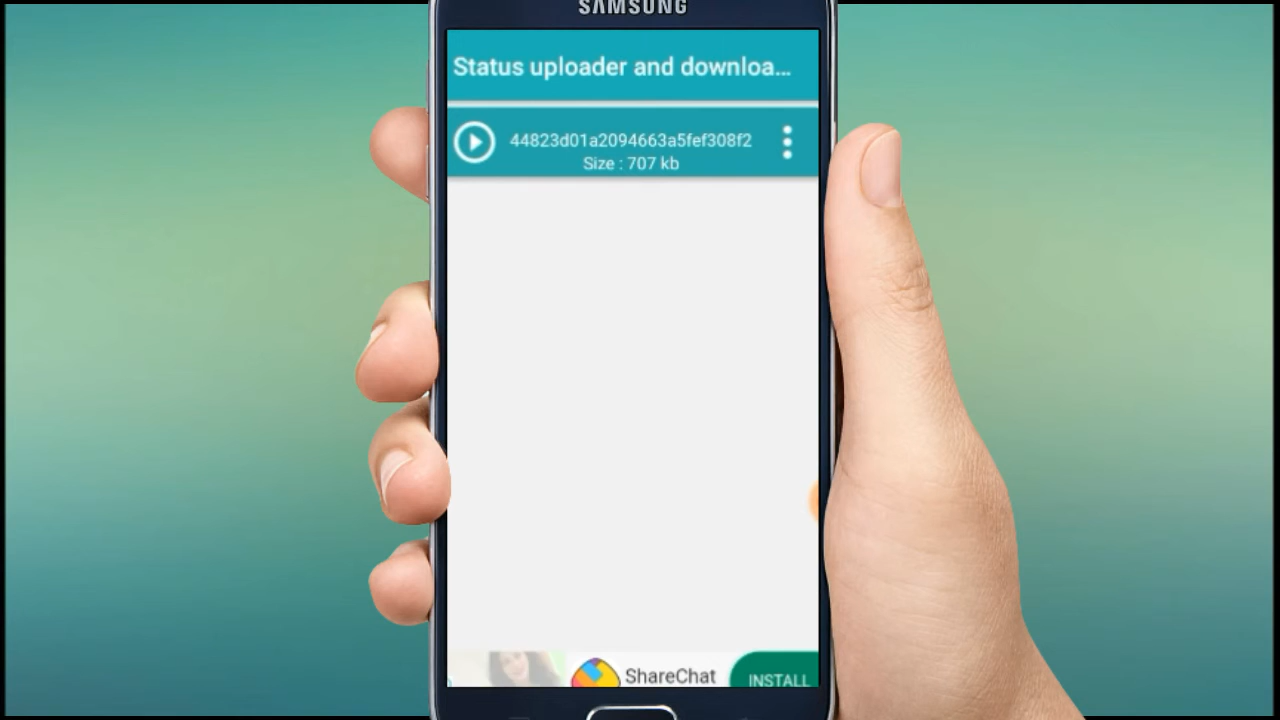 SAMSUNG
Status uploader and downloa...
44823d01a2094663a5fef308f2
Size : 707 kb
ShareChat
INSTALL